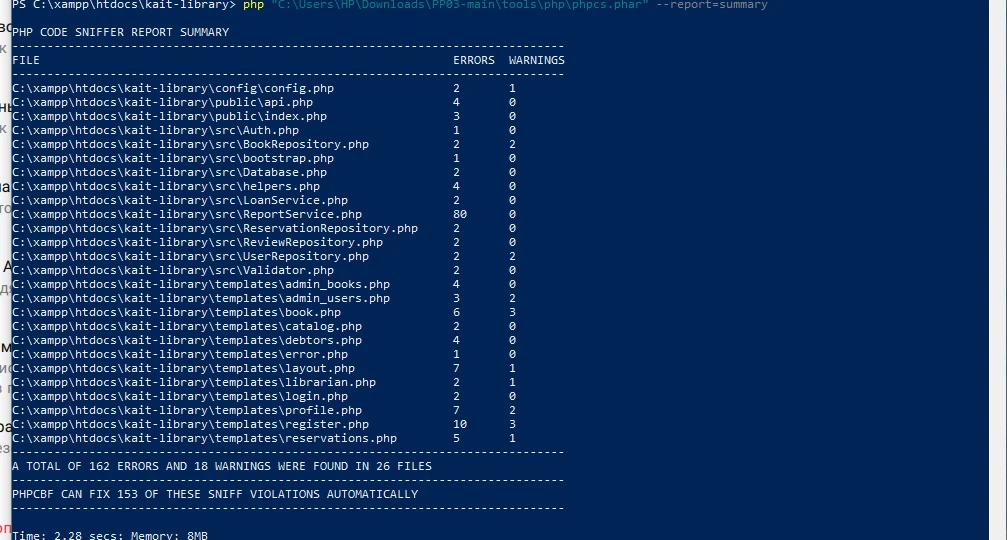 PS C:\xampp\htdocs\kait-library> php "C:\Users\HP\Downloads\PP03-main\tools\php\phpcs.phar" --report=summary
PHP CODE SNIFFER REPORT SUMMARY
----------------------------------------------------------------------
FILE ERRORS WARNINGS
----------------------------------------------------------------------
C:\xampp\htdocs\kait-library\config\config.php 2 1
C:\xampp\htdocs\kait-library\public\api.php 4 0
C:\xampp\htdocs\kait-library\public\index.php 3 0
C:\xampp\htdocs\kait-library\src\Auth.php 1 0
C:\xampp\htdocs\kait-library\src\BookRepository.php 2 2
C:\xampp\htdocs\kait-library\src\bootstrap.php 1 0
C:\xampp\htdocs\kait-library\src\Database.php 2 0
C:\xampp\htdocs\kait-library\src\helpers.php 4 0
C:\xampp\htdocs\kait-library\src\LoanService.php 2 0
C:\xampp\htdocs\kait-library\src\ReportService.php 80 0
C:\xampp\htdocs\kait-library\src\ReservationRepository.php 2 0
C:\xampp\htdocs\kait-library\src\ReviewRepository.php 2 0
C:\xampp\htdocs\kait-library\src\UserRepository.php 2 2
C:\xampp\htdocs\kait-library\src\Validator.php 2 0
C:\xampp\htdocs\kait-library\templates\admin_books.php 4 0
C:\xampp\htdocs\kait-library\templates\admin_users.php 3 2
C:\xampp\htdocs\kait-library\templates\book.php 6 3
C:\xampp\htdocs\kait-library\templates\catalog.php 2 0
C:\xampp\htdocs\kait-library\templates\debtors.php 4 0
C:\xampp\htdocs\kait-library\templates\error.php 1 0
C:\xampp\htdocs\kait-library\templates\layout.php 7 1
C:\xampp\htdocs\kait-library\templates\librarian.php 2 1
C:\xampp\htdocs\kait-library\templates\login.php 2 0
C:\xampp\htdocs\kait-library\templates\profile.php 7 2
C:\xampp\htdocs\kait-library\templates\register.php 10 3
C:\xampp\htdocs\kait-library\templates\reservations.php 5 1
----------------------------------------------------------------------
A TOTAL OF 162 ERRORS AND 18 WARNINGS WERE FOUND IN 26 FILES
----------------------------------------------------------------------
PHPCBF CAN FIX 153 OF THESE SNIFF VIOLATIONS AUTOMATICALLY
----------------------------------------------------------------------
Time: 2.28 secs; Memory: 8MB